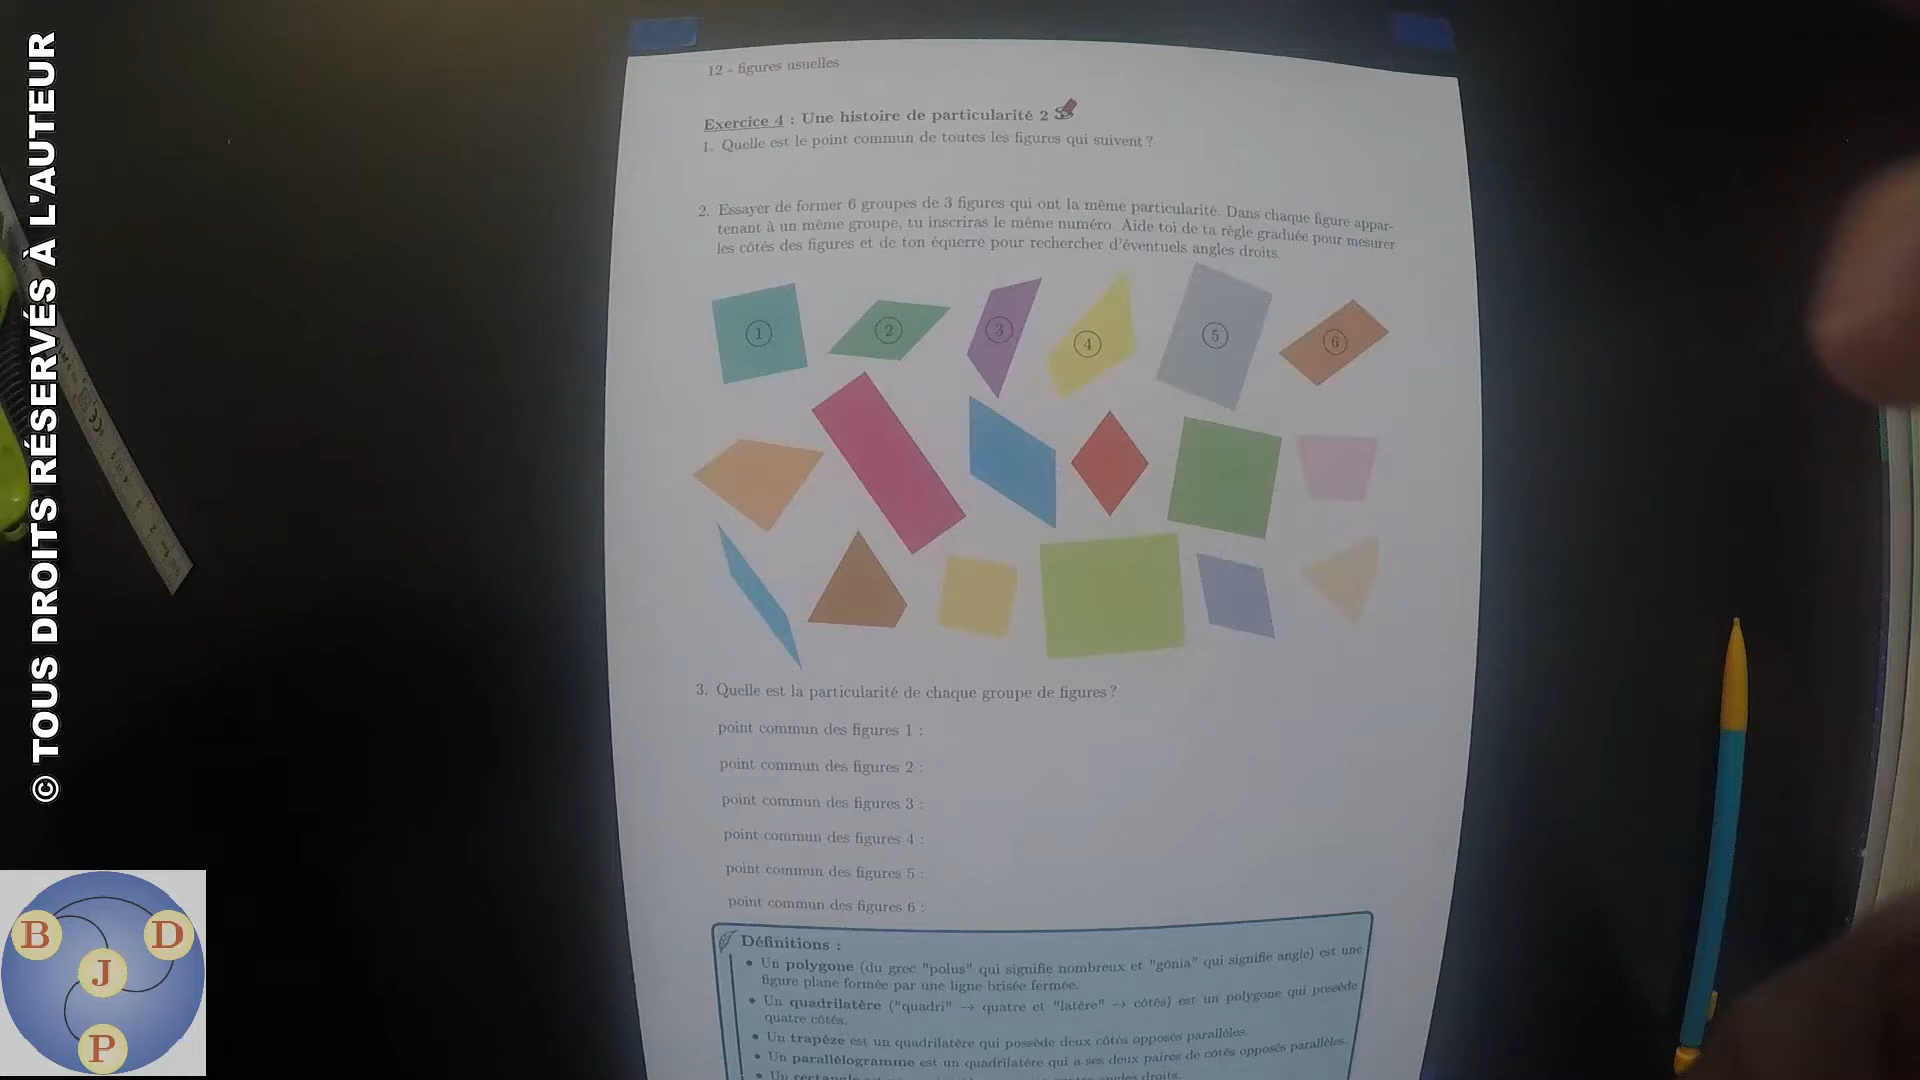 © TOUS DROITS RÉSERVÉS À L'AUTEUR
12 - figures usuelles
Exercice 4 : Une histoire de particularité 2
1. Quelle est le point commun de toutes les figures qui suivent ?
2. Essayer de former 6 groupes de 3 figures qui ont la même particularité. Dans chaque figure appar-
tenant à un même groupe, tu inscriras le même numéro. Aide toi de ta règle graduée pour mesurer
les côtés des figures et de ton équerre pour rechercher d'éventuels angles droits.
1 2 3 4 5 6
3. Quelle est la particularité de chaque groupe de figures ?
point commun des figures 1 :
point commun des figures 2 :
point commun des figures 3 :
point commun des figures 4 :
point commun des figures 5 :
point commun des figures 6 :
Définitions :
• Un polygone (du grec "polus" qui signifie nombreux et "gônia" qui signifie angle) est une
figure plane formée par une ligne brisée fermée.
• Un quadrilatère ("quadri" → quatre et "latère" → côtés) est un polygone qui possède
quatre côtés.
• Un trapèze est un quadrilatère qui possède deux côtés opposés parallèles.
• Un parallélogramme est un quadrilatère qui a ses deux paires de côtés opposés parallèles.
• Un rectangle angles droits.
B D
J
P